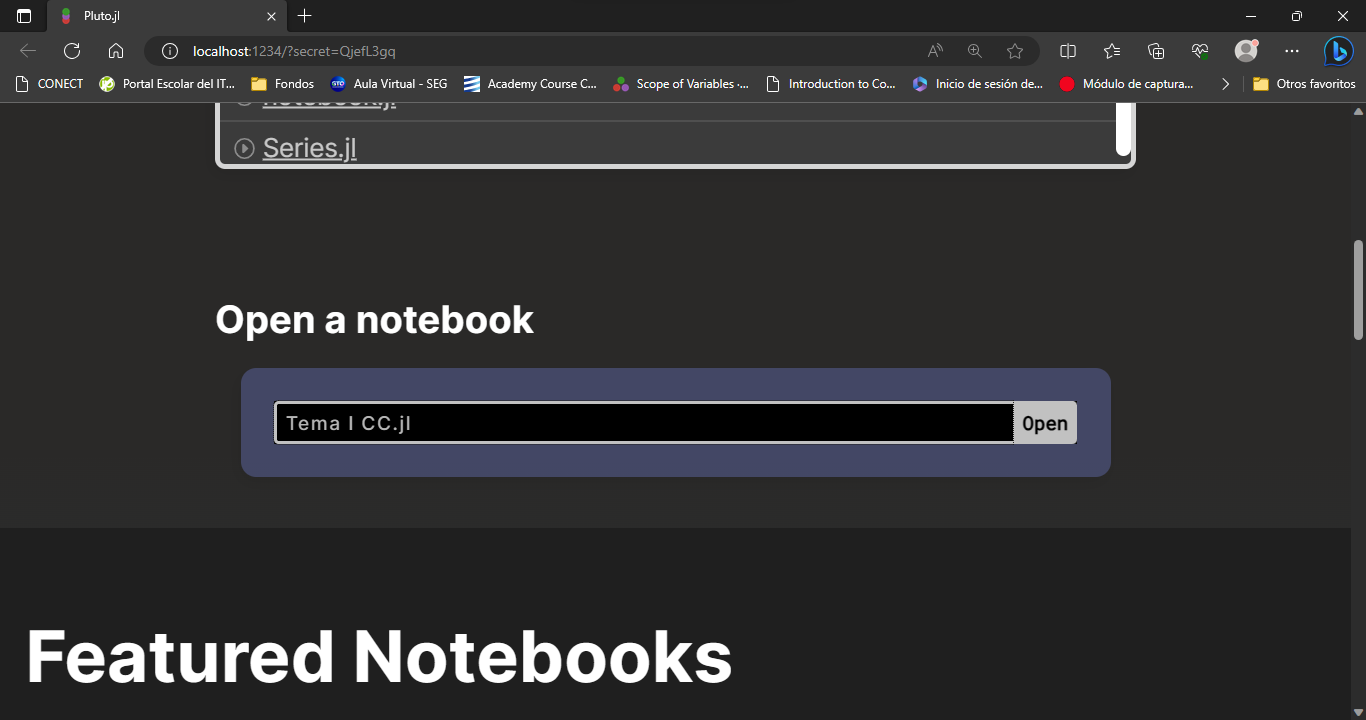 Pluto.jl
localhost:1234/?secret=QjefL3gq
CONECT
Portal Escolar del IT...
Fondos
Aula Virtual - SEG
Academy Course C...
Scope of Variables ·...
Introduction to Co...
Inicio de sesión de...
Módulo de captura...
Otros favoritos
notebook.jl
Series.jl
Open a notebook
Tema I CC.jl
Open
Featured Notebooks